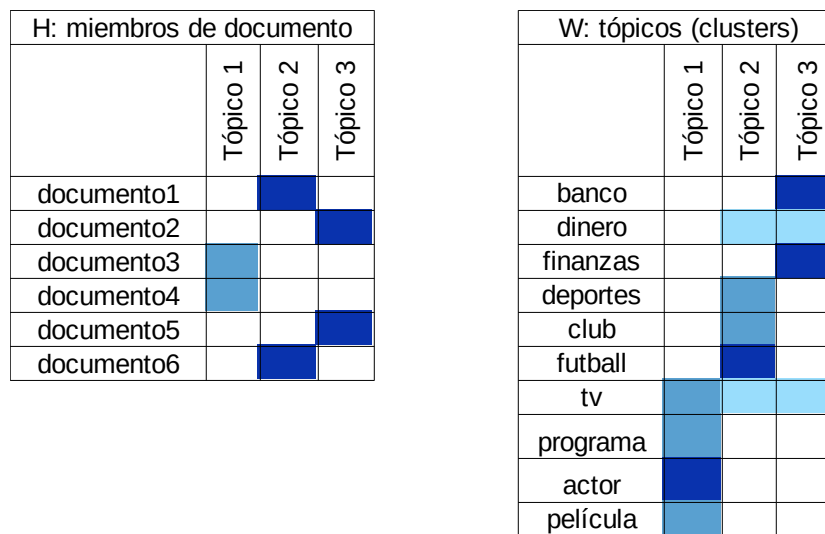 H: miembros de documento
Tópico 1
Tópico 2
Tópico 3
documento1
documento2
documento3
documento4
documento5
documento6
W: tópicos (clusters)
Tópico 1
Tópico 2
Tópico 3
banco
dinero
finanzas
deportes
club
futball
tv
programa
actor
película